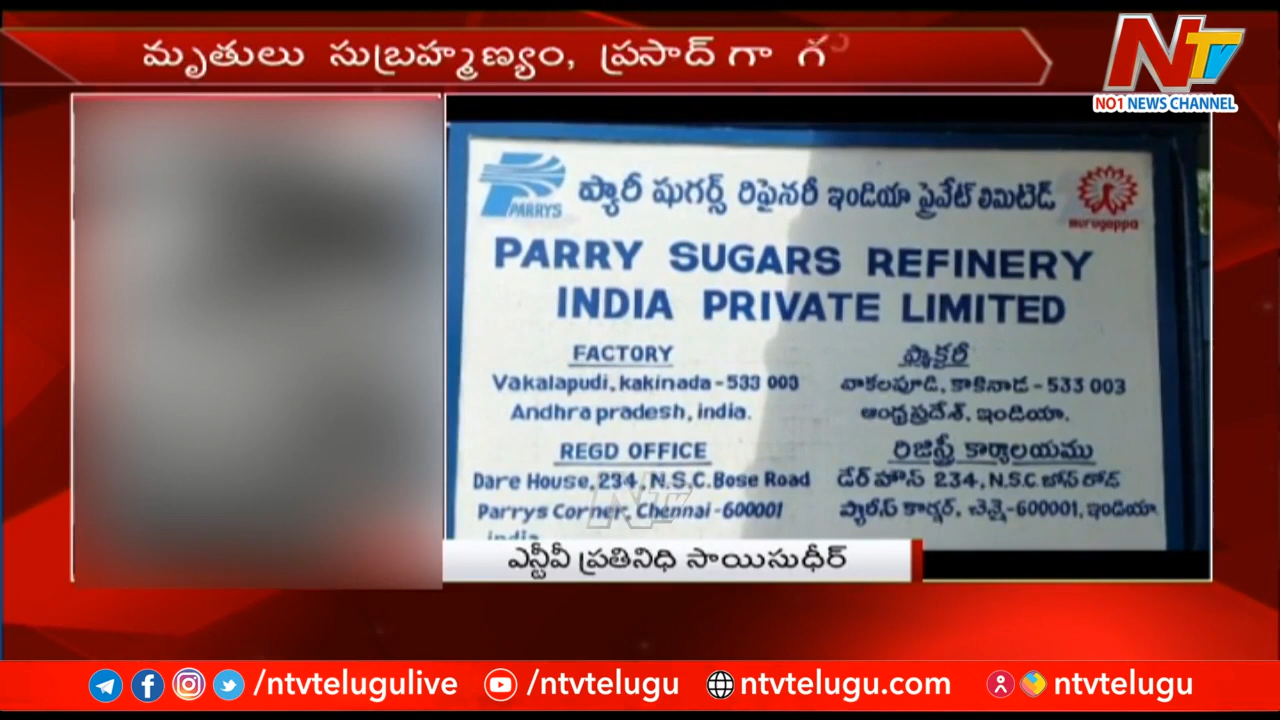 మృతులు సుబ్రహ్మణ్యం, ప్రసాద్ గా
NTV
NO1 NEWS CHANNEL
PARRYS
ప్యారీ షుగర్స్ రిఫైనరీ ఇండియా ప్రైవేట్ లిమిటెడ్
murugappa
PARRY SUGARS REFINERY
INDIA PRIVATE LIMITED
FACTORY
Vakalapudi, kakinada - 533 003
Andhra pradesh, india.
ఫ్యాక్టరీ
వాకలపూడి, కాకినాడ - 533 003
ఆంధ్రప్రదేశ్, ఇండియా.
REGD OFFICE
Dare House, 234, N.S.C. Bose Road
Parrys Corner, Chennai -600001
india
రిజిస్ట్రీ కార్యాలయము
డేర్ హౌస్ 234, N.S.C బోస్ రోడ్
ప్యారీస్ కార్నర్, చెన్నై-600001, ఇండియా
NTV
ఎన్టీవీ ప్రతినిధి సాయిసుధీర్
/ntvtelugulive
/ntvtelugu
ntvtelugu.com
ntvtelugu